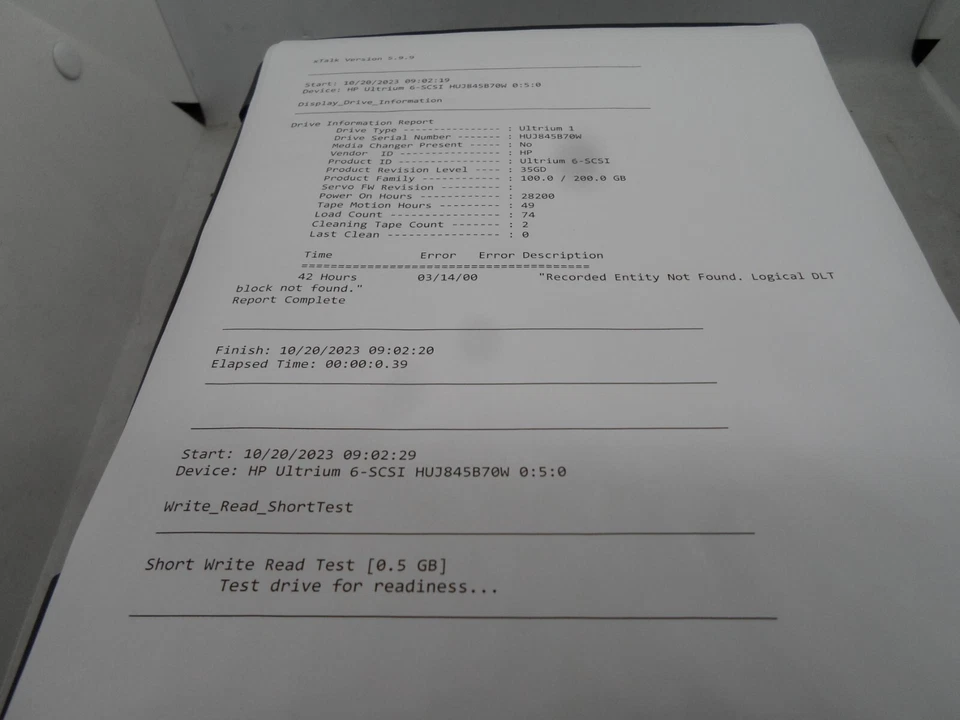 xTalk Version 5.9.9
Start: 10/20/2023 09:02:19
Device: HP Ultrium 6-SCSI HUJ845B70W 0:5:0
Display_Drive_Information
Drive Information Report
Drive Type --------------- : Ultrium 1
Drive Serial Number -------- : HUJ845B70W
Media Changer Present ----- : No
Vendor ID ---------------- : HP
Product ID --------------- : Ultrium 6-SCSI
Product Revision Level ---- : 35GD
Product Family ------------ : 100.0 / 200.0 GB
Servo FW Revision --------- :
Power On Hours ------------ : 28200
Tape Motion Hours --------- : 49
Load Count ---------------- : 74
Cleaning Tape Count ------- : 2
Last Clean ---------------- : 0
Time Error Error Description
=======================================
42 Hours 03/14/00 "Recorded Entity Not Found. Logical DLT
block not found."
Report Complete
Finish: 10/20/2023 09:02:20
Elapsed Time: 00:00:0.39
Start: 10/20/2023 09:02:29
Device: HP Ultrium 6-SCSI HUJ845B70W 0:5:0
Write_Read_ShortTest
Short Write Read Test [0.5 GB]
Test drive for readiness...